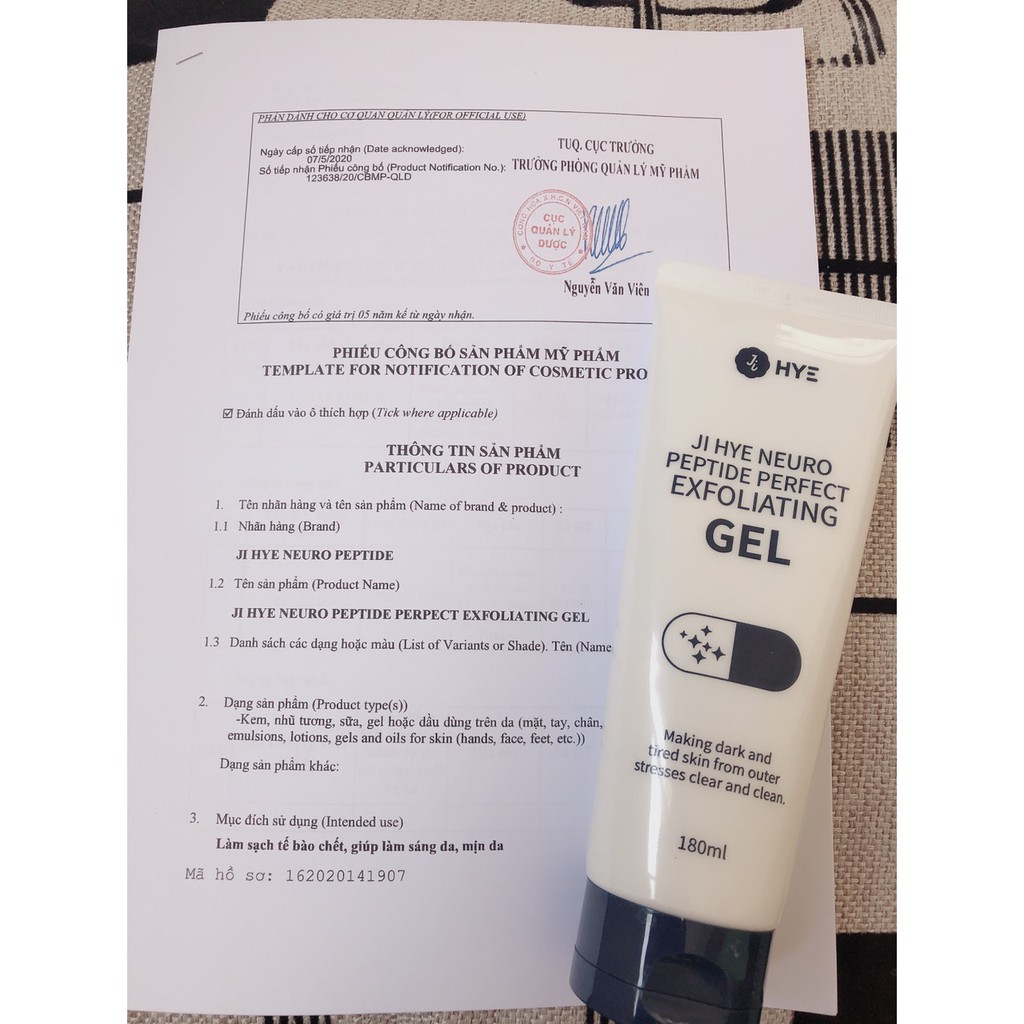 PHẦN DÀNH CHO CƠ QUAN QUẢN LÝ(FOR OFFICIAL USE)
Ngày cấp số tiếp nhận (Date acknowledged):
07/5/2020
Số tiếp nhận Phiếu công bố (Product Notification No.):
123638/20/CBMP-QLD
TUQ. CỤC TRƯỞNG
TRƯỞNG PHÒNG QUẢN LÝ MỸ PHẨM
CỤC
QUẢN LÝ
DƯỢC
BỘ Y TẾ
Nguyễn Văn Viên
Phiếu công bố có giá trị 05 năm kể từ ngày nhận.
PHIẾU CÔNG BỐ SẢN PHẨM MỸ PHẨM
TEMPLATE FOR NOTIFICATION OF COSMETIC PRO
☑ Đánh dấu vào ô thích hợp (Tick where applicable)
THÔNG TIN SẢN PHẨM
PARTICULARS OF PRODUCT
1. Tên nhãn hàng và tên sản phẩm (Name of brand & product) :
1.1 Nhãn hàng (Brand)
JI HYE NEURO PEPTIDE
1.2 Tên sản phẩm (Product Name)
JI HYE NEURO PEPTIDE PERPECT EXFOLIATING GEL
1.3 Danh sách các dạng hoặc màu (List of Variants or Shade). Tên (Name
2. Dạng sản phẩm (Product type(s))
-Kem, nhũ tương, sữa, gel hoặc dầu dùng trên da (mặt, tay, chân,
emulsions, lotions, gels and oils for skin (hands, face, feet, etc.))
Dạng sản phẩm khác:
3. Mục đích sử dụng (Intended use)
Làm sạch tế bào chết, giúp làm sáng da, mịn da
Mã hồ sơ: 162020141907
Ji HYE
JI HYE NEURO
PEPTIDE PERFECT
EXFOLIATING
GEL
Making dark and
tired skin from outer
stresses clear and clean.
180ml